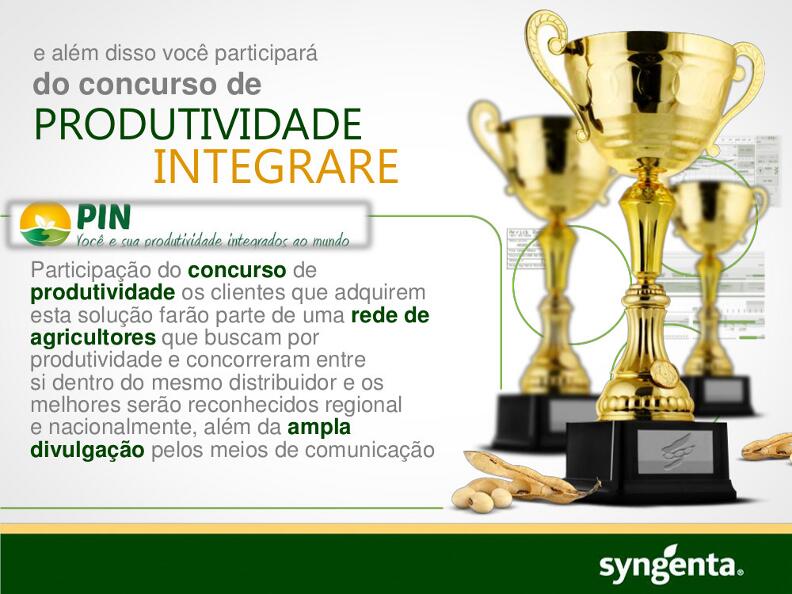 e além disso você participará
do concurso de
PRODUTIVIDADE
INTEGRARE
PIN
Você e sua produtividade integrados ao mundo
Participação do concurso de
produtividade os clientes que adquirem
esta solução farão parte de uma rede de
agricultores que buscam por
produtividade e concorreram entre
si dentro do mesmo distribuidor e os
melhores serão reconhecidos regional
e nacionalmente, além da ampla
divulgação pelos meios de comunicação
syngenta®